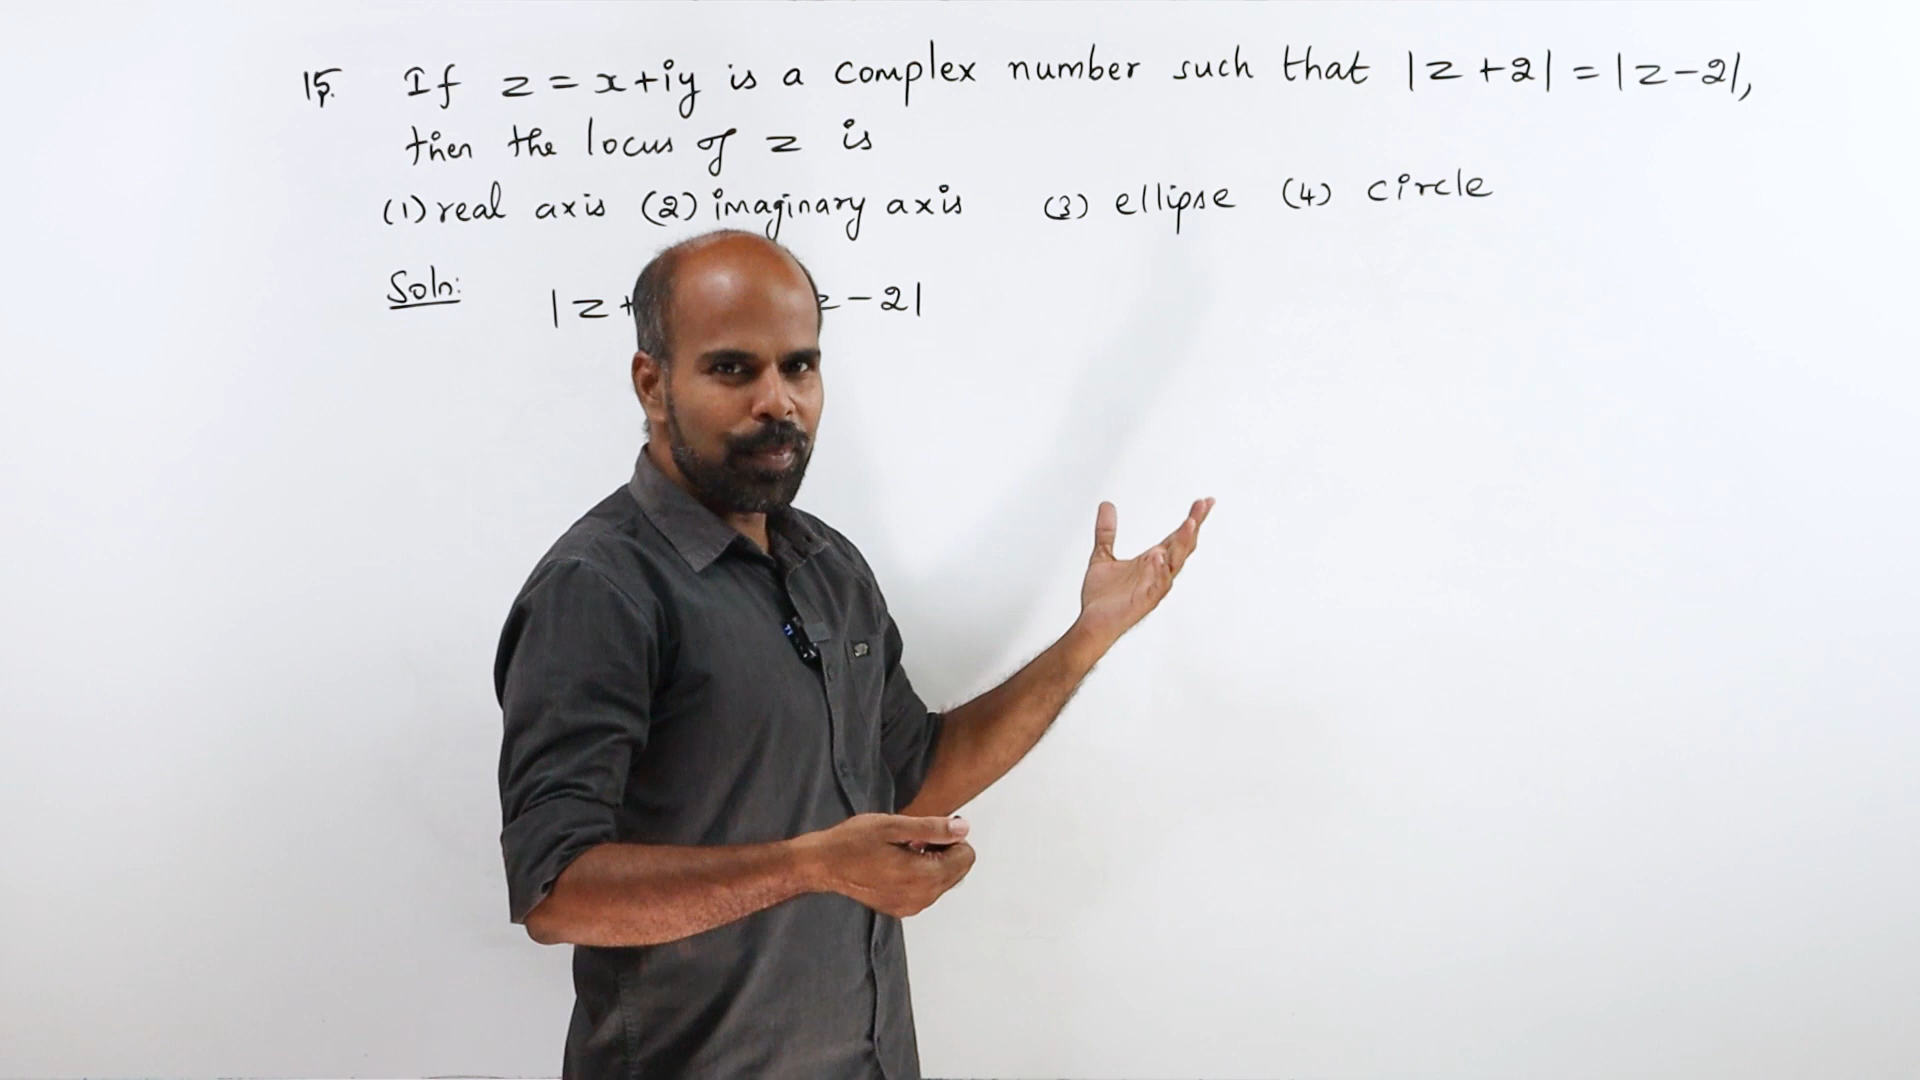 15. If z = x+iy is a complex number such that |z+2| = |z-2|,
then the locus of z is
(1) real axis (2) imaginary axis (3) ellipse (4) circle
Soln: |z+ z-2|